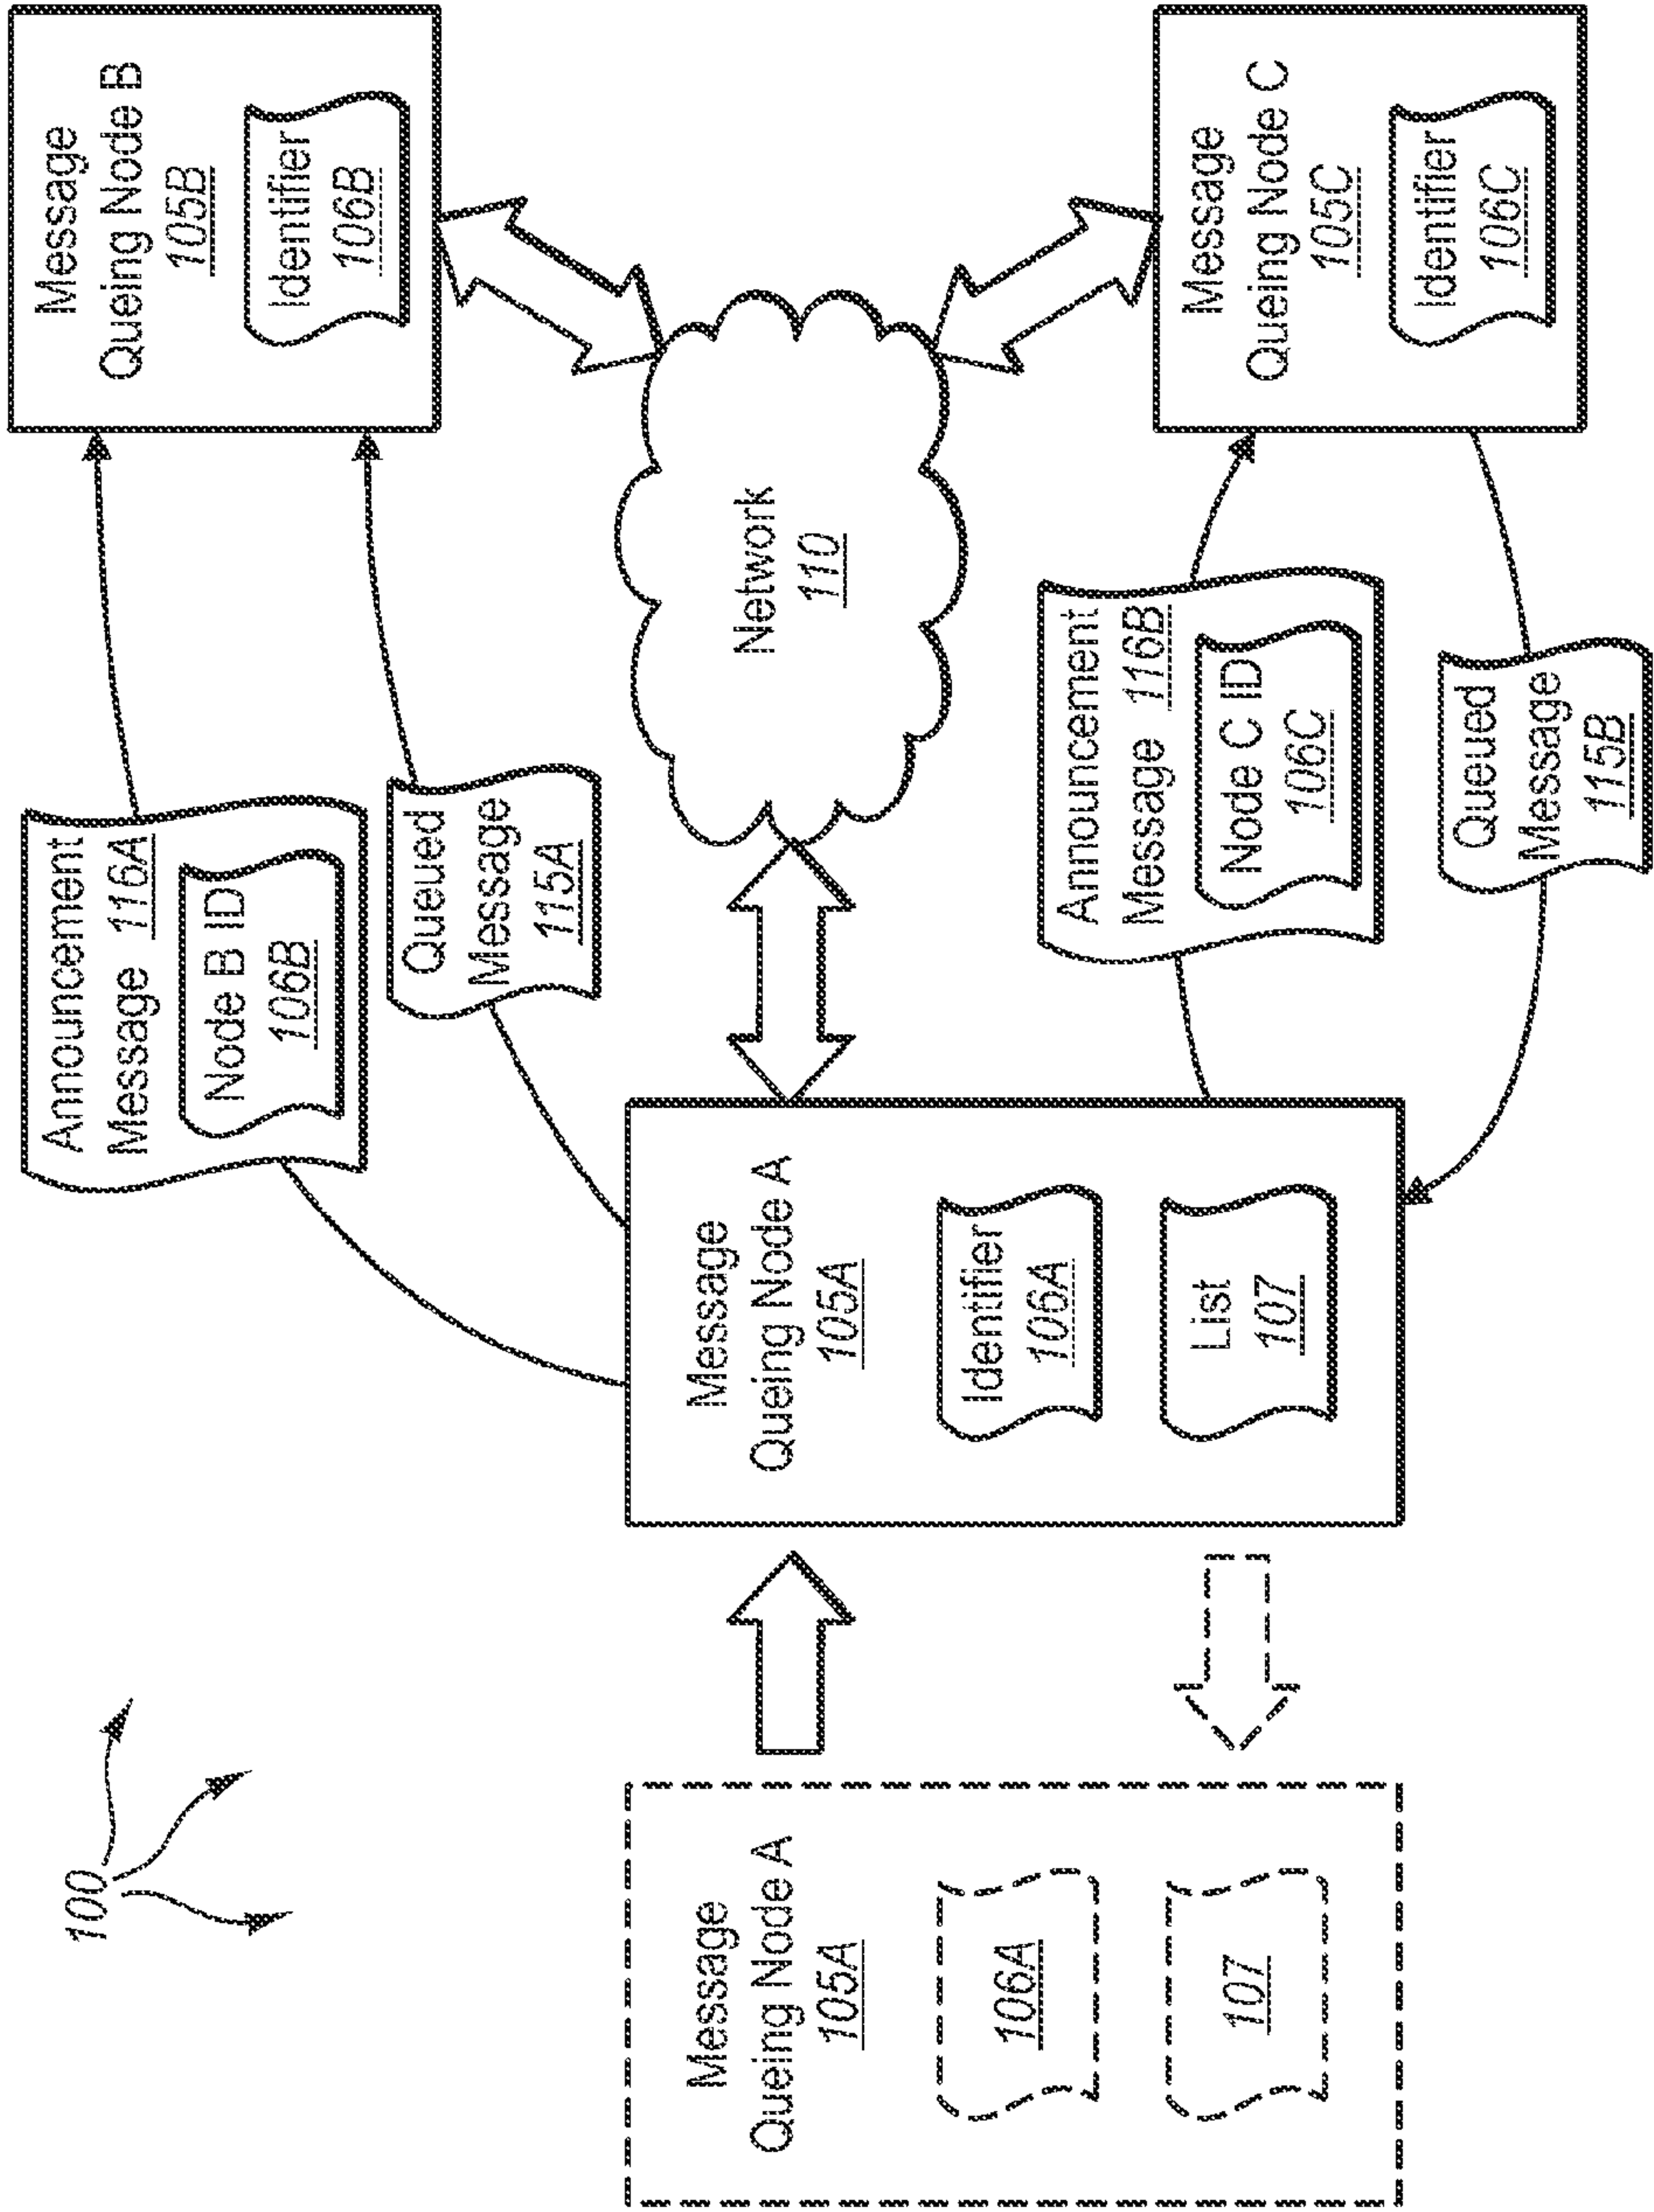 100
Message
Queing Node A
105A
106A
107
Message
Queing Node A
105A
Identifier
106A
List
107
Announcement
Message 116A
Node B ID
106B
Queued
Message
115A
Network
110
Announcement
Message 116B
Node C ID
106C
Queued
Message
115B
Message
Queing Node B
105B
Identifier
106B
Message
Queing Node C
105C
Identifier
106C